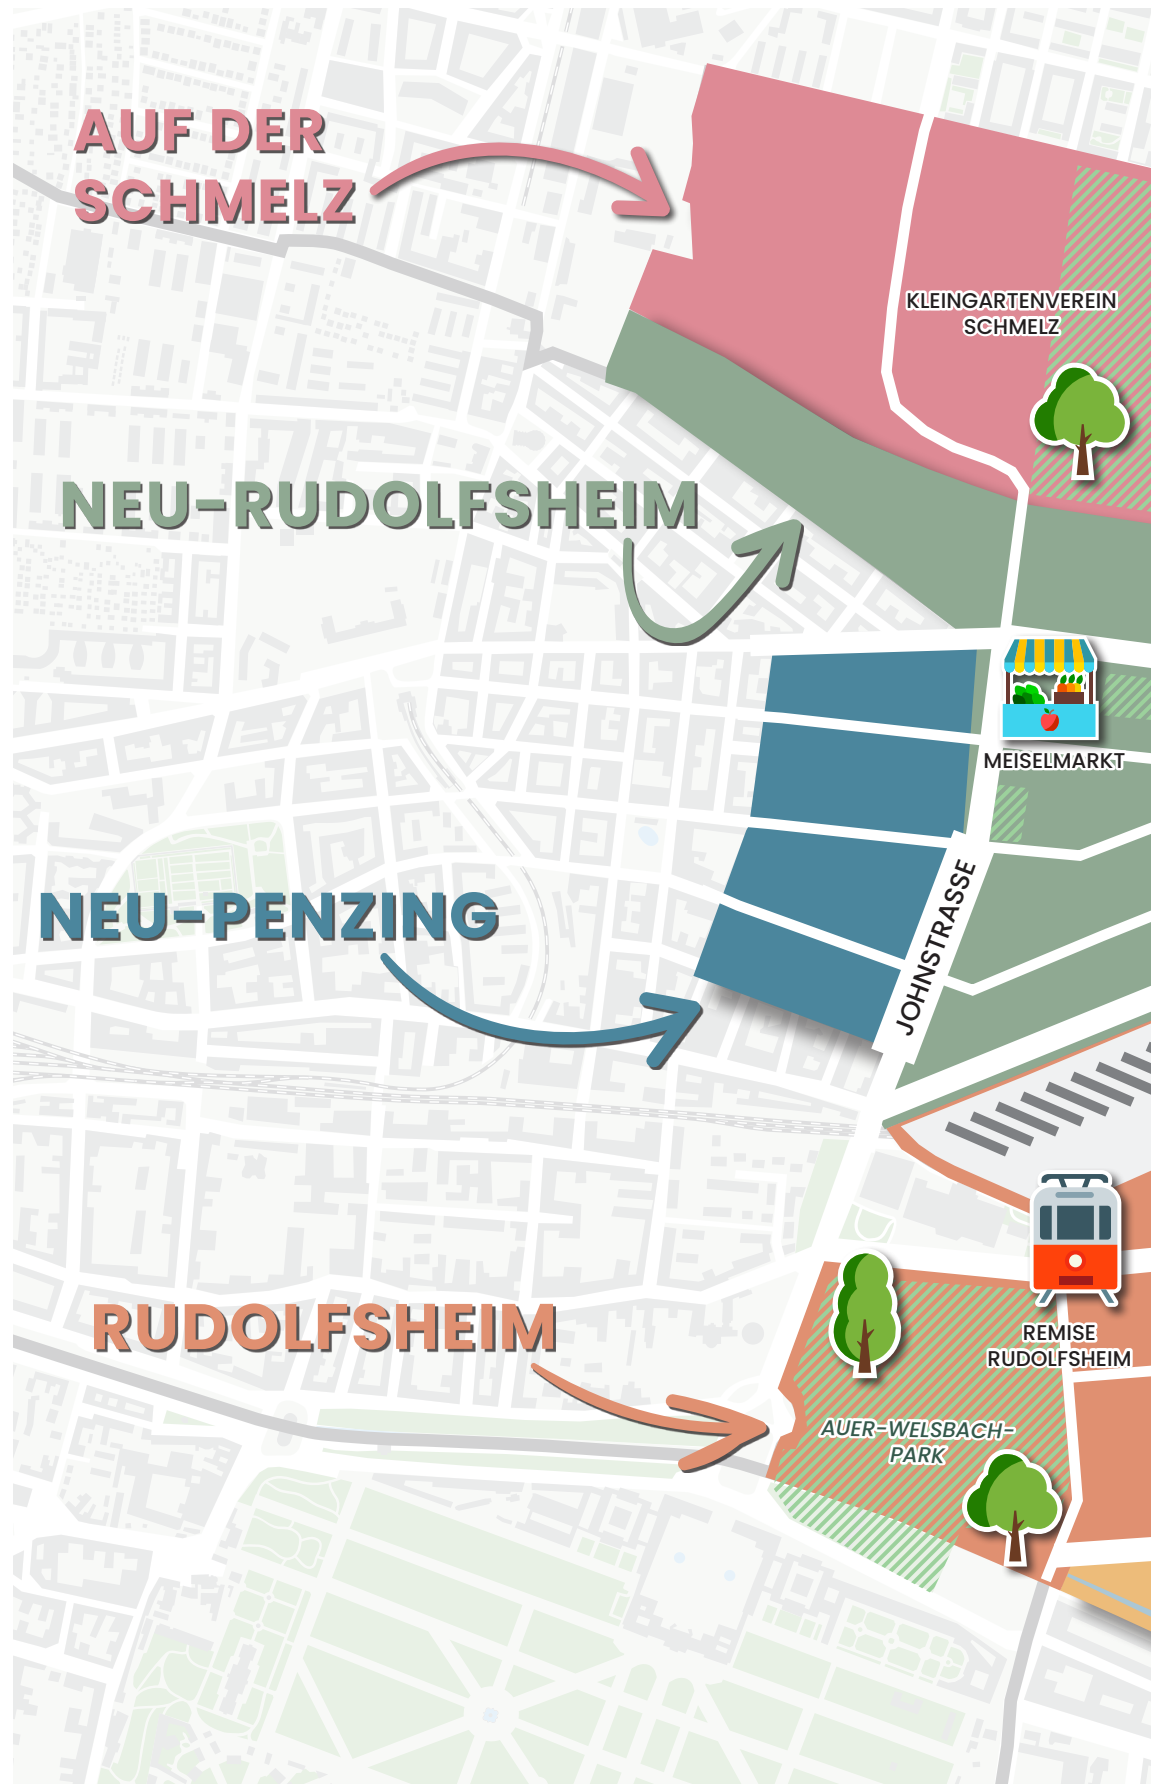 AUF DER
SCHMELZ
KLEINGARTENVEREIN
SCHMELZ
NEU-RUDOLFSHEIM
MEISELMARKT
JOHNSTRASSE
NEU-PENZING
RUDOLFSHEIM
REMISE
RUDOLFSHEIM
AUER-WELSBACH-
PARK